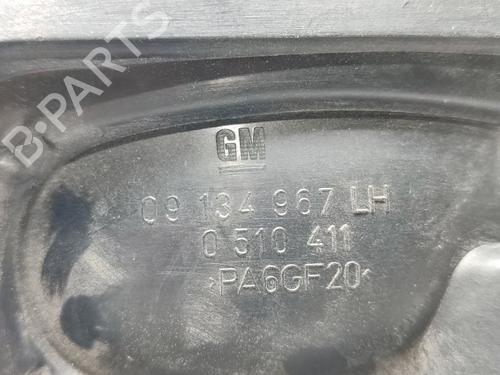 B-PARTS
GM
09 134 967 LH
0 510 411
>PA6GF20<